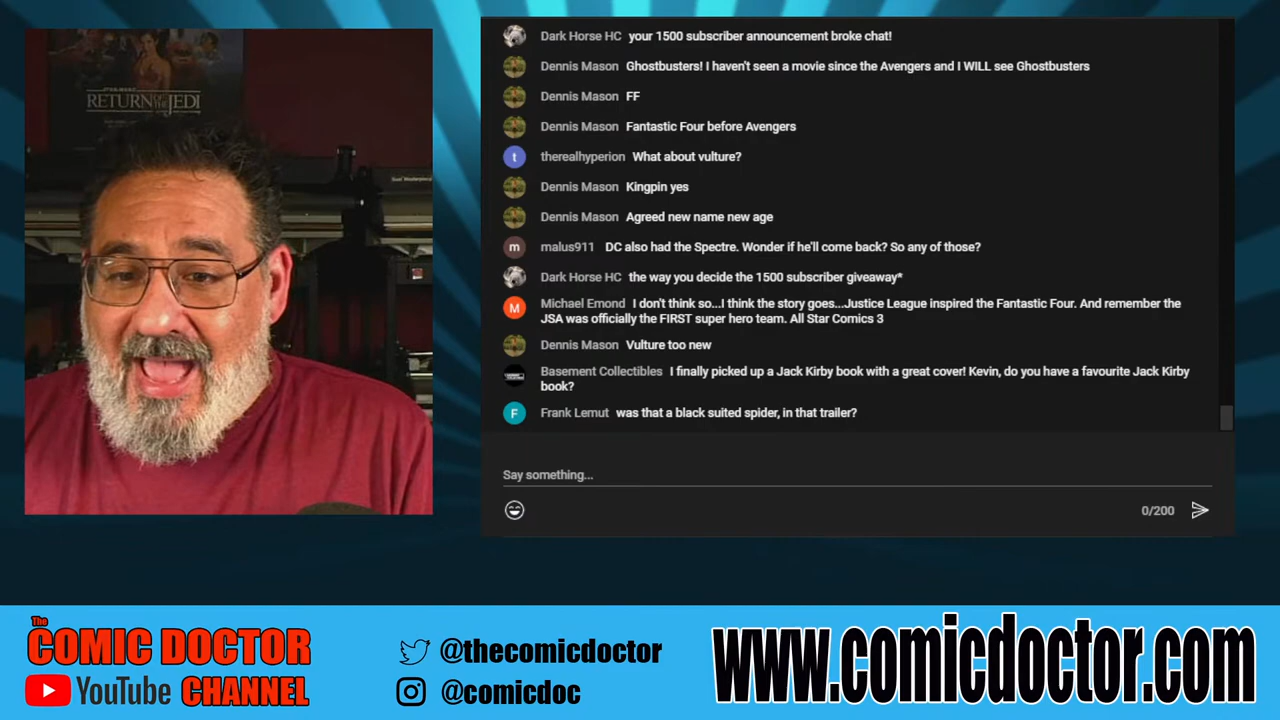 STAR WARS
RETURN OF THE JEDI
Dark Horse HC your 1500 subscriber announcement broke chat!
Dennis Mason Ghostbusters! I haven't seen a movie since the Avengers and I WILL see Ghostbusters
Dennis Mason FF
Dennis Mason Fantastic Four before Avengers
t therealhyperion What about vulture?
Dennis Mason Kingpin yes
Dennis Mason Agreed new name new age
m malus911 DC also had the Spectre. Wonder if he'll come back? So any of those?
Dark Horse HC the way you decide the 1500 subscriber giveaway*
M Michael Emond I don't think so...I think the story goes...Justice League inspired the Fantastic Four. And remember the
JSA was officially the FIRST super hero team. All Star Comics 3
Dennis Mason Vulture too new
Basement Collectibles I finally picked up a Jack Kirby book with a great cover! Kevin, do you have a favourite Jack Kirby
book?
F Frank Lemut was that a black suited spider, in that trailer?
Say something...
0/200
The
COMIC DOCTOR
YouTube CHANNEL
@thecomicdoctor
@comicdoc
www.comicdoctor.com